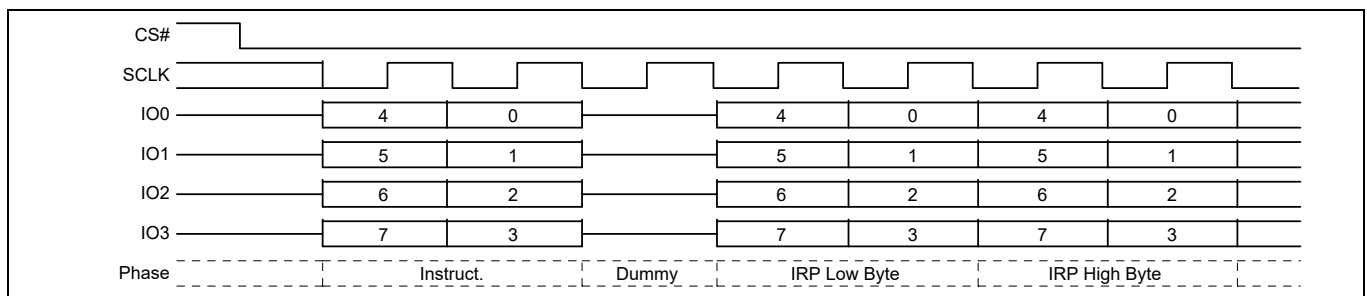 CS#
SCLK
IO0 4 0 4 0 4 0
IO1 5 1 5 1 5 1
IO2 6 2 6 2 6 2
IO3 7 3 7 3 7 3
Phase Instruct. Dummy IRP Low Byte IRP High Byte